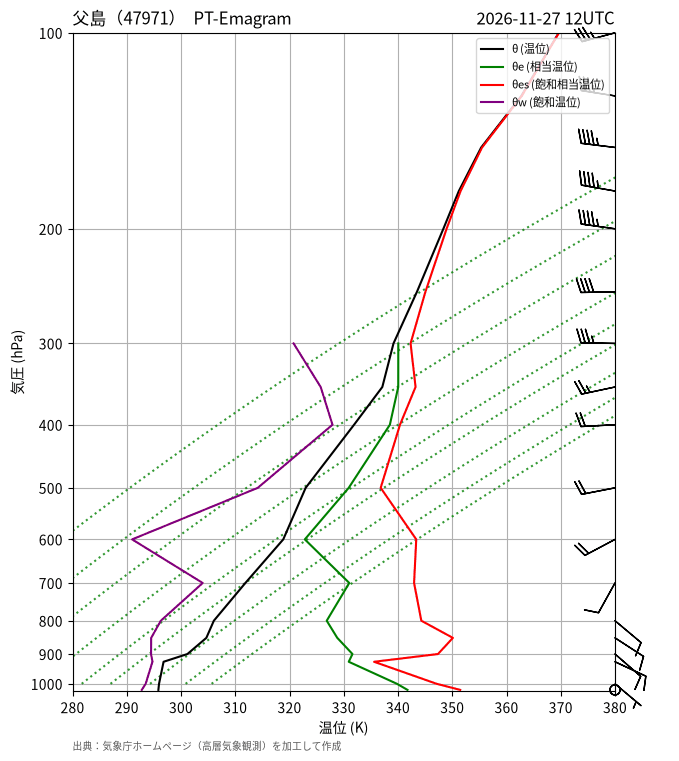 父島（47971） PT-Emagram
2026-11-27 12UTC
θ (温位)
θe (相当温位)
θes (飽和相当温位)
θw (飽和温位)
100
200
300
400
500
600
700
800
900
1000
気圧 (hPa)
280 290 300 310 320 330 340 350 360 370 380
温位 (K)
出典：気象庁ホームページ（高層気象観測）を加工して作成